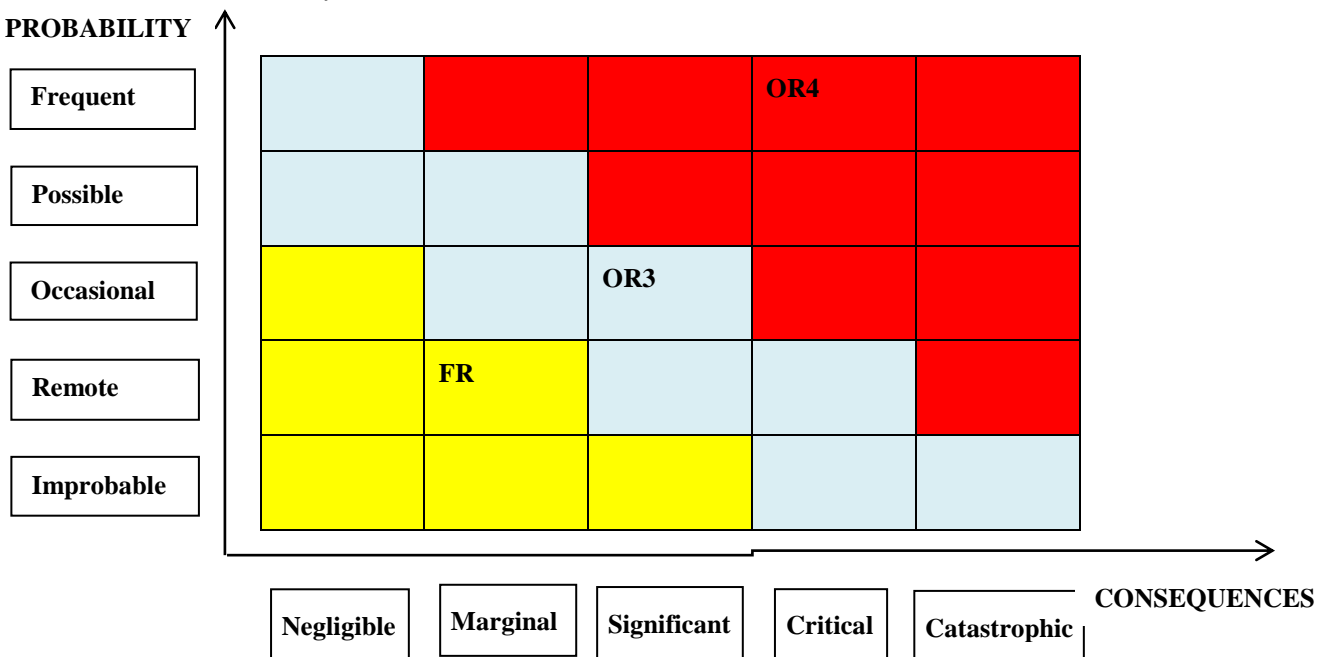 PROBABILITY
Frequent
OR4
Possible
Occasional
OR3
Remote
FR
Improbable
CONSEQUENCES
Negligible
Marginal
Significant
Critical
Catastrophic